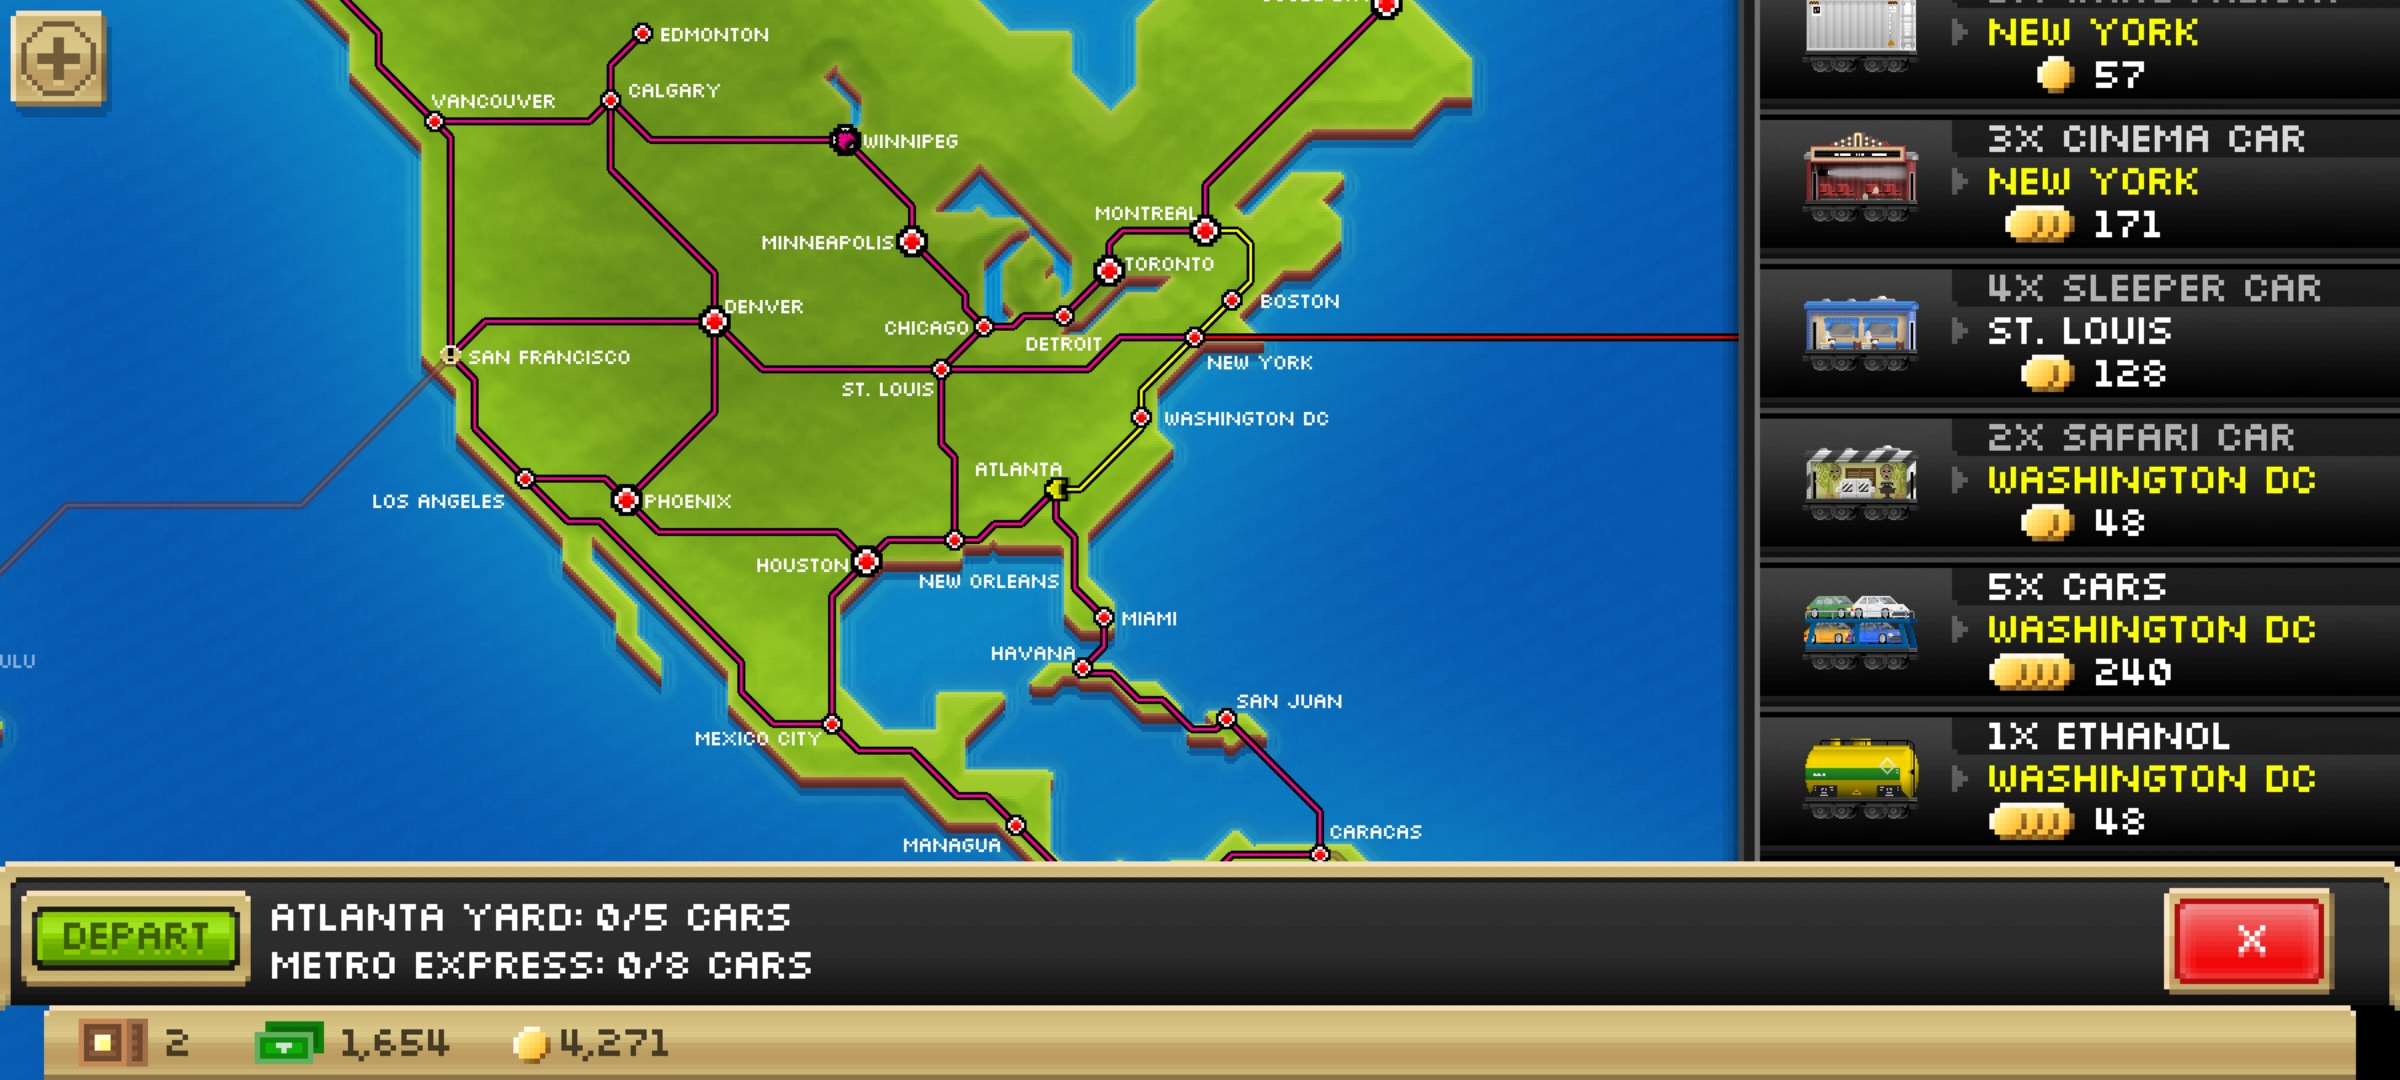 EDMONTON
CALGARY
VANCOUVER
WINNIPEG
MONTREAL
MINNEAPOLIS
TORONTO
DENVER
BOSTON
CHICAGO
DETROIT
SAN FRANCISCO
NEW YORK
ST. LOUIS
WASHINGTON DC
ATLANTA
LOS ANGELES
PHOENIX
HOUSTON
NEW ORLEANS
MIAMI
HAVANA
ULU
SAN JUAN
MEXICO CITY
CARACAS
MANAGUA
NEW YORK
57
3X CINEMA CAR
NEW YORK
171
4X SLEEPER CAR
ST. LOUIS
128
2X SAFARI CAR
WASHINGTON DC
48
5X CARS
WASHINGTON DC
240
1X ETHANOL
WASHINGTON DC
48
DEPART
ATLANTA YARD: 0/5 CARS
METRO EXPRESS: 0/8 CARS
X
2
1,654
4,271